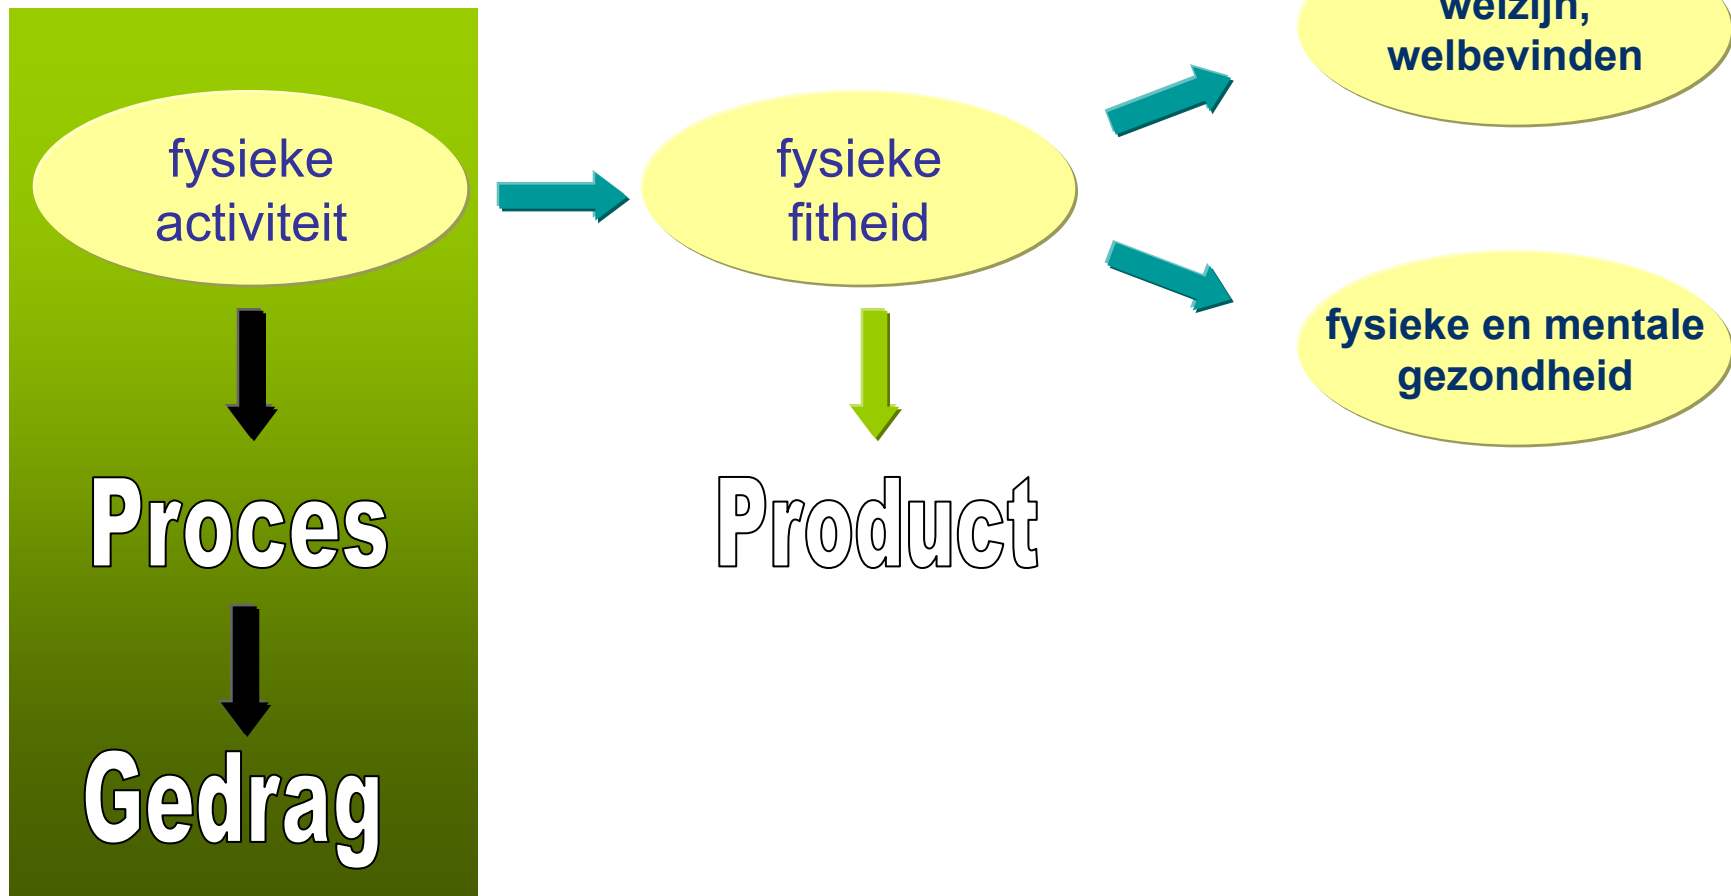 welzijn,
welbevinden
fysieke
activiteit
fysieke
fitheid
fysieke en mentale
gezondheid
Proces
Product
Gedrag